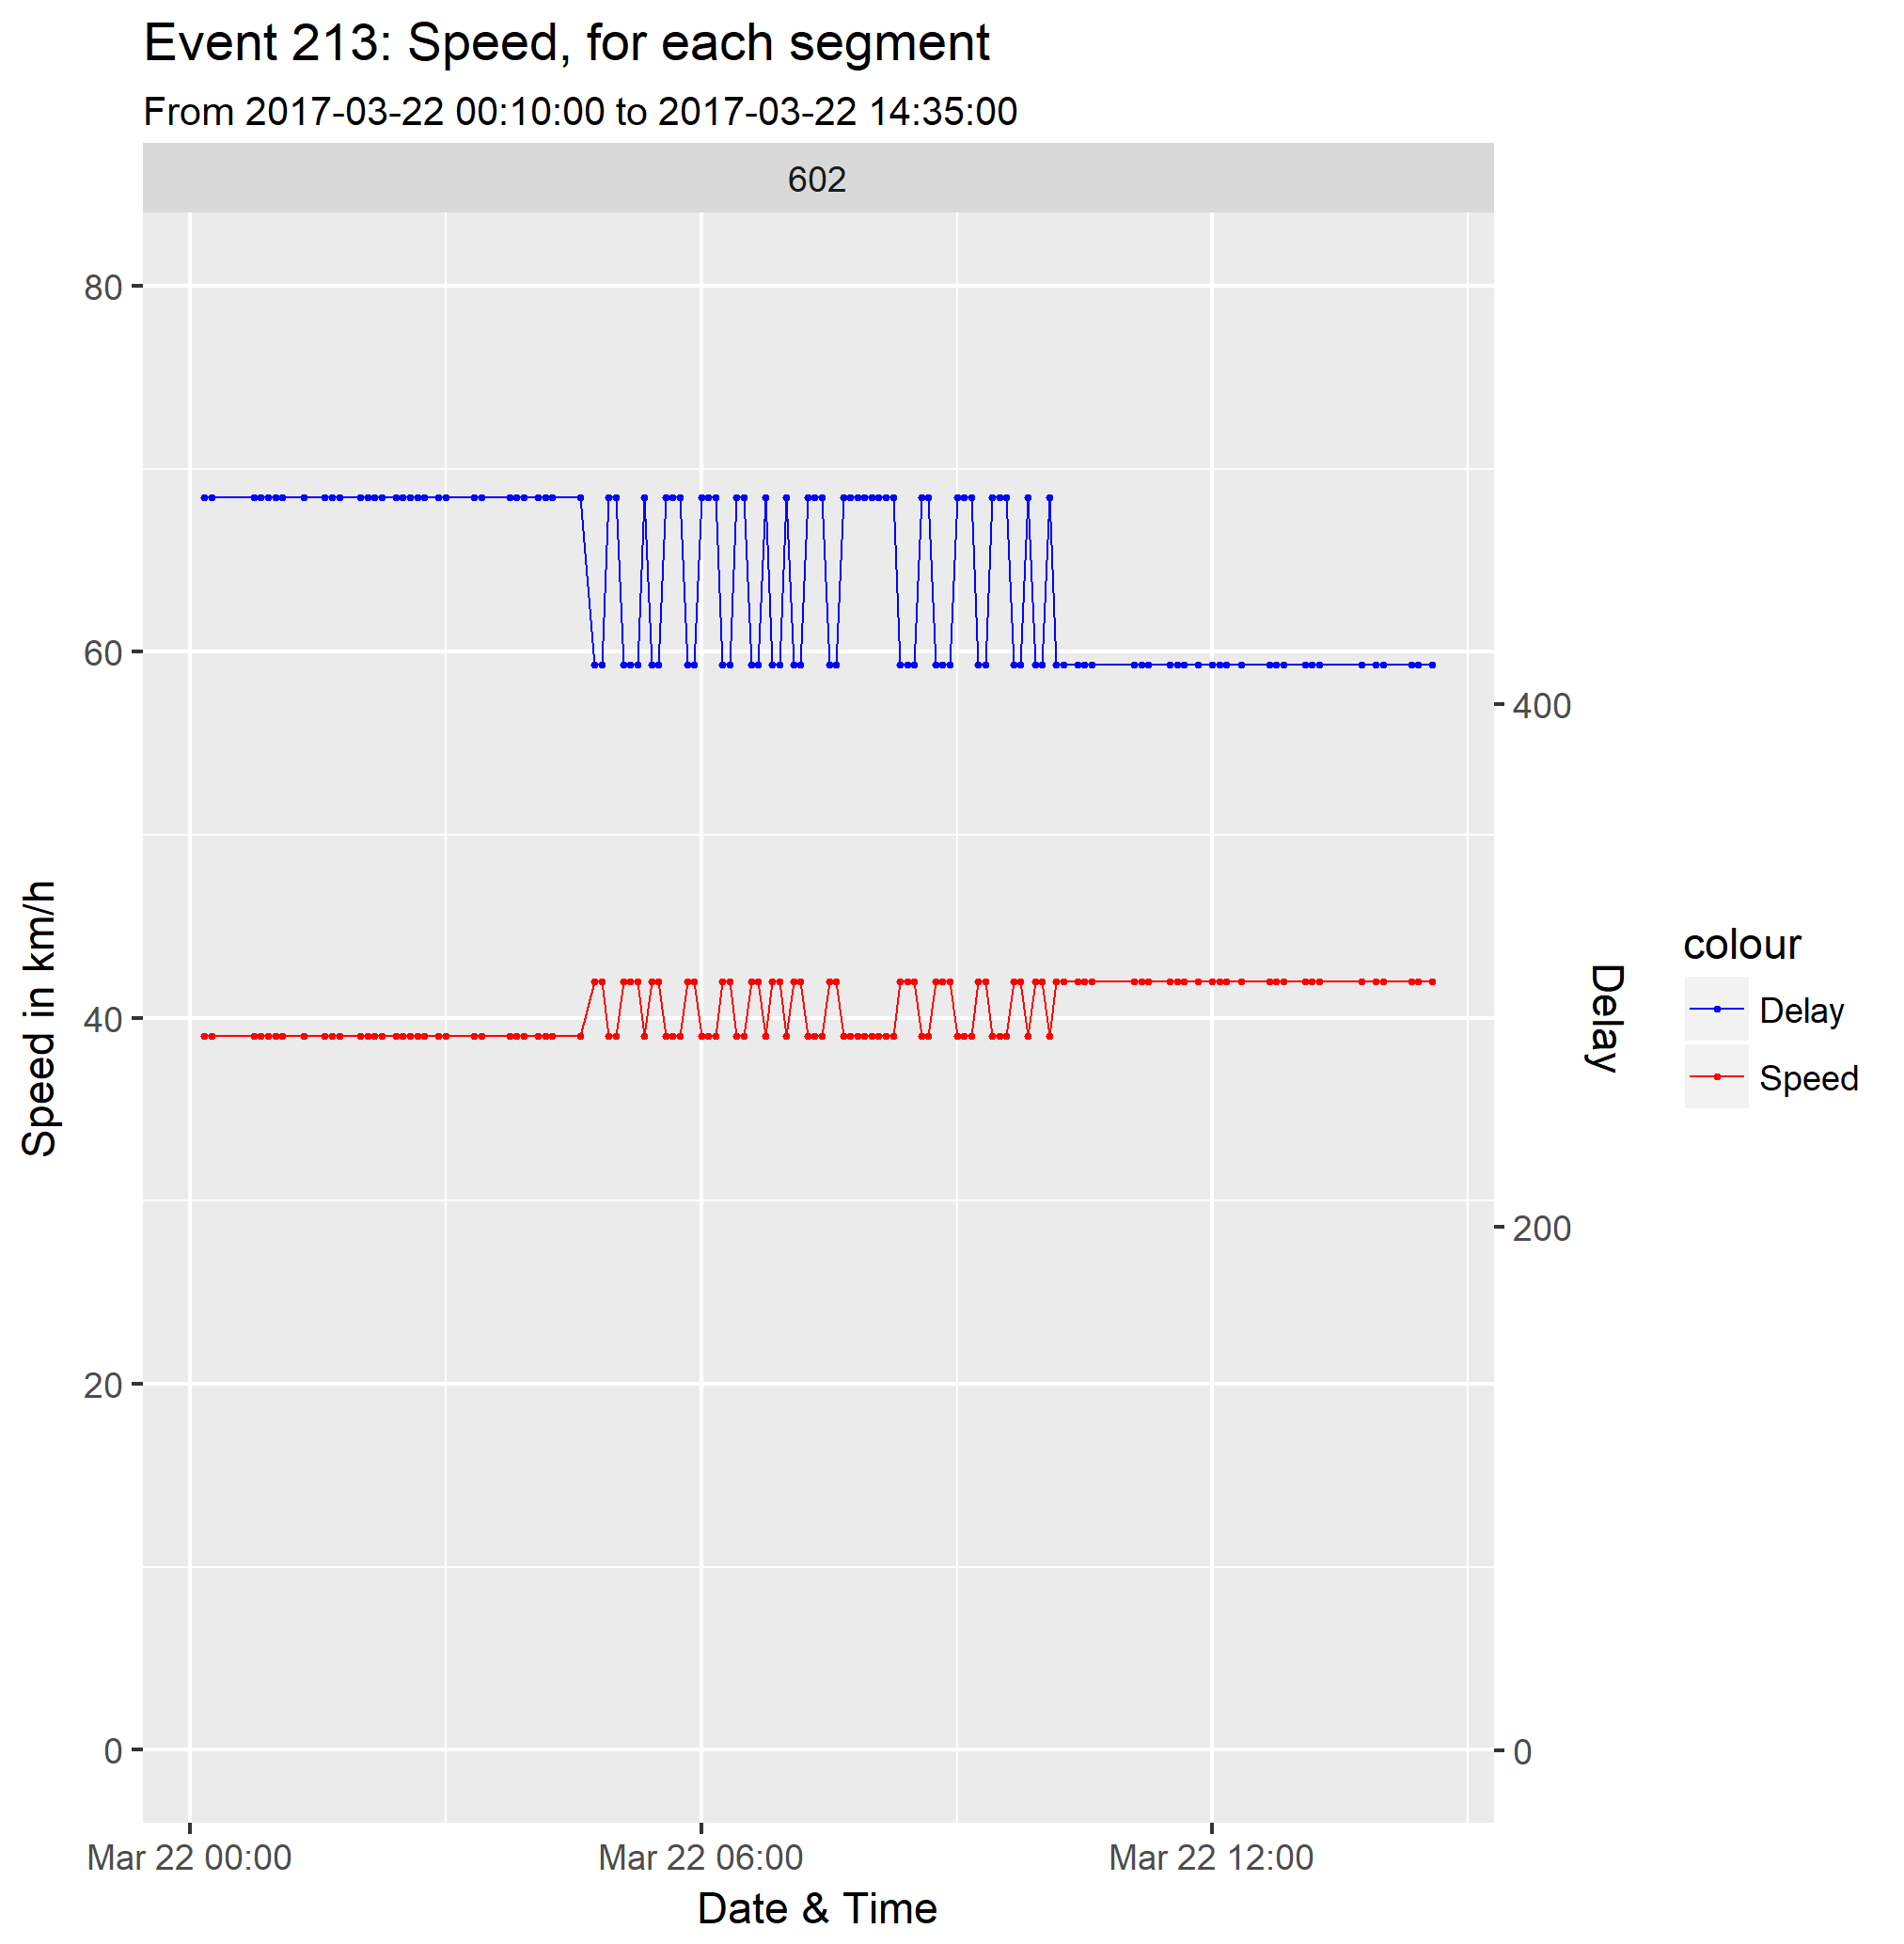 Event 213: Speed, for each segment
From 2017-03-22 00:10:00 to 2017-03-22 14:35:00
602
80
60
40
20
0
Speed in km/h
400
200
0
Delay
colour
Delay
Speed
Mar 22 00:00
Mar 22 06:00
Mar 22 12:00
Date & Time